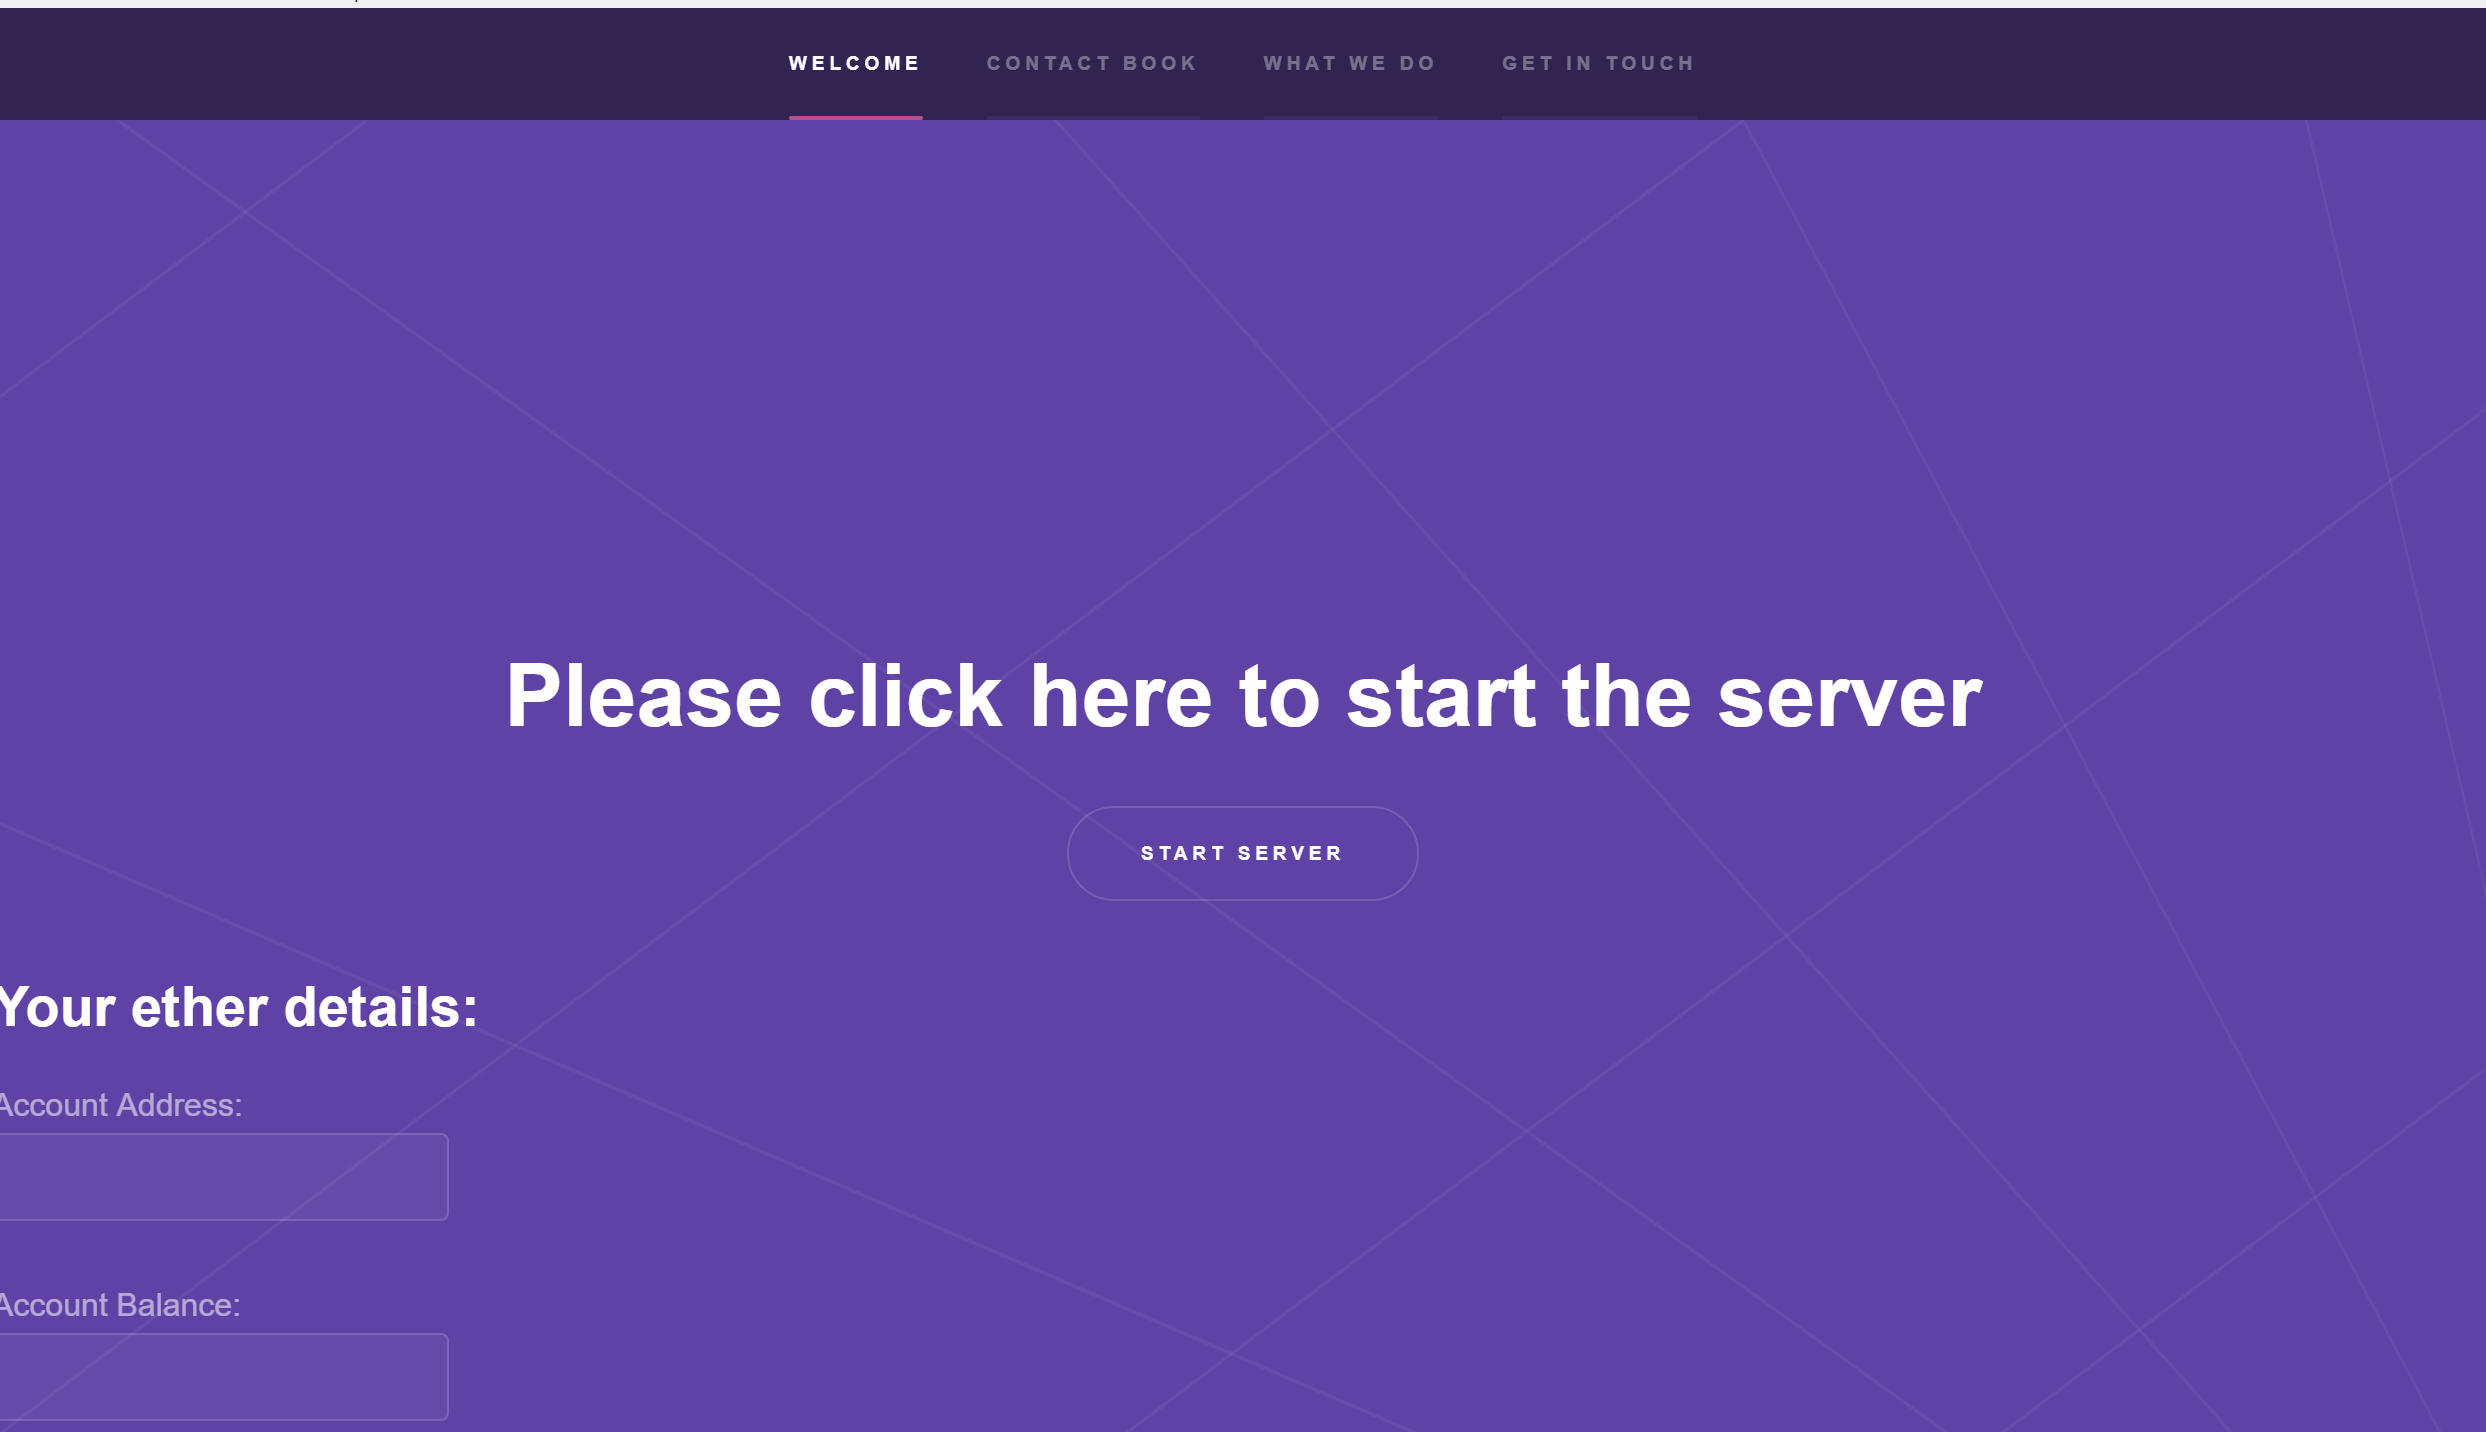 WELCOME CONTACT BOOK WHAT WE DO GET IN TOUCH
Please click here to start the server
START SERVER
Your ether details:
Account Address:
Account Balance: